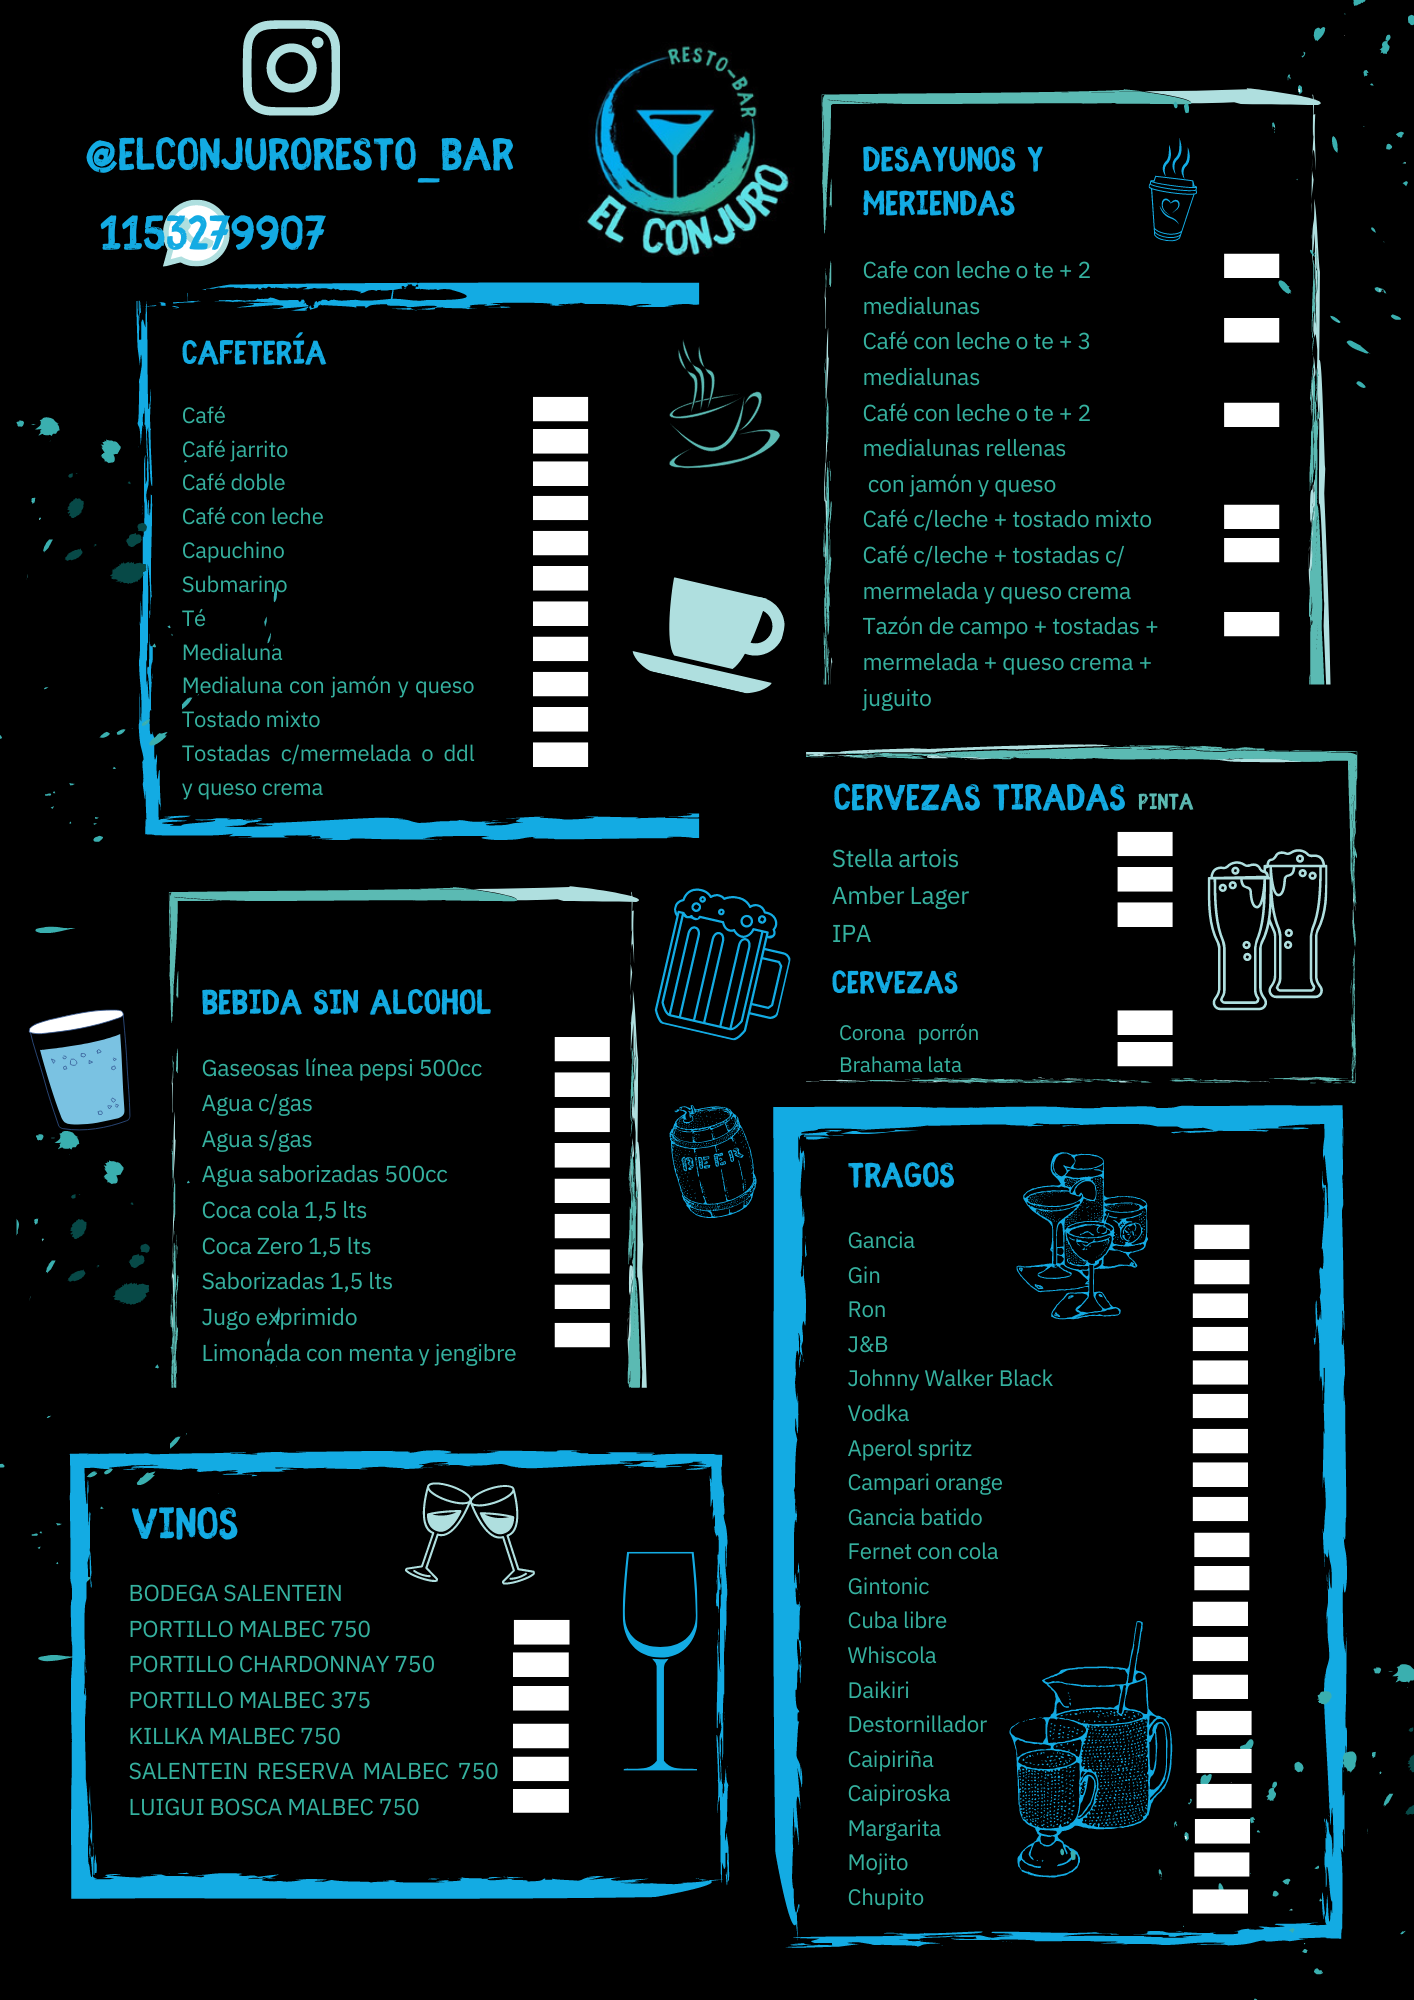 @ELCONJURORESTO_BAR
1153279907
RESTO-BAR
EL CONJURO
CAFETERÍA
Café
Café jarrito
Café doble
Café con leche
Capuchino
Submarino
Té
Medialuna
Medialuna con jamón y queso
Tostado mixto
Tostadas c/mermelada o ddl
y queso crema
DESAYUNOS Y
MERIENDAS
Cafe con leche o te + 2
medialunas
Café con leche o te + 3
medialunas
Café con leche o te + 2
medialunas rellenas
con jamón y queso
Café c/leche + tostado mixto
Café c/leche + tostadas c/
mermelada y queso crema
Tazón de campo + tostadas +
mermelada + queso crema +
juguito
CERVEZAS TIRADAS PINTA
Stella artois
Amber Lager
IPA
CERVEZAS
Corona porrón
Brahama lata
BEBIDA SIN ALCOHOL
Gaseosas línea pepsi 500cc
Agua c/gas
Agua s/gas
Agua saborizadas 500cc
Coca cola 1,5 lts
Coca Zero 1,5 lts
Saborizadas 1,5 lts
Jugo exprimido
Limonada con menta y jengibre
BEER
TRAGOS
Gancia
Gin
Ron
J&B
Johnny Walker Black
Vodka
Aperol spritz
Campari orange
Gancia batido
Fernet con cola
Gintonic
Cuba libre
Whiscola
Daikiri
Destornillador
Caipiriña
Caipiroska
Margarita
Mojito
Chupito
VINOS
BODEGA SALENTEIN
PORTILLO MALBEC 750
PORTILLO CHARDONNAY 750
PORTILLO MALBEC 375
KILLKA MALBEC 750
SALENTEIN RESERVA MALBEC 750
LUIGUI BOSCA MALBEC 750